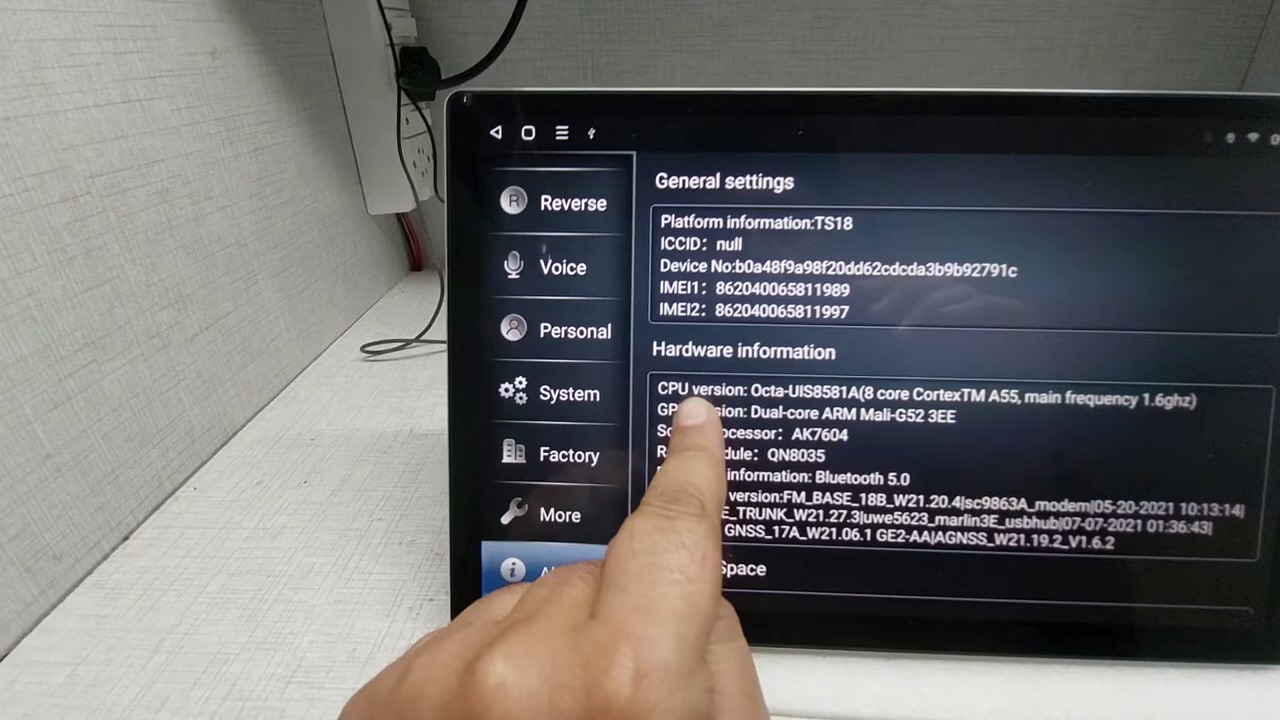 General settings
Reverse
Platform information:TS18
ICCID: null
Voice
Device No:b0a48f9a98f20dd62cdcda3b9b92791c
IMEI1: 862040065811989
IMEI2: 862040065811997
Personal
Hardware information
System
CPU version: Octa-UIS8581A(8 core CortexTM A55, main frequency 1.6ghz)
Dual-core ARM Mali-G52 3EE
AK7604
Factory
QN8035
information: Bluetooth 5.0
version:FM_BASE_18B_W21.20.4|sc9863A_modem|05-20-2021 10:13:14|
E_TRUNK_W21.27.3|uwe5623_marlin3E_usbhub|07-07-2021 01:36:43|
More
GNSS_17A_W21.06.1 GE2-AA|AGNSS_W21.19.2_V1.6.2
Space